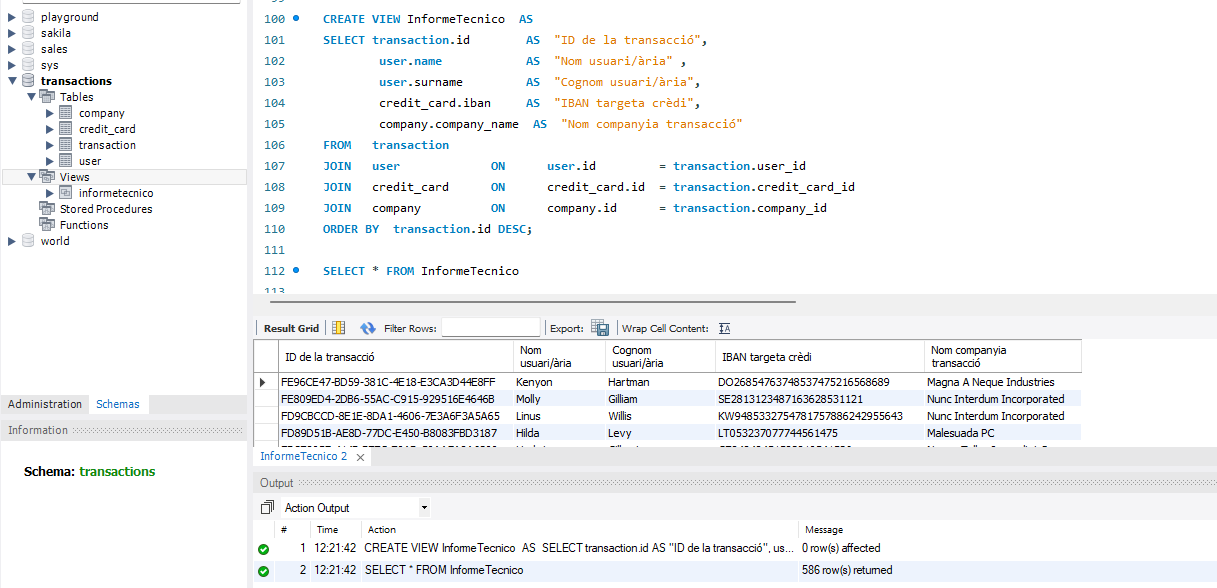 playground
sakila
sales
sys
transactions
Tables
company
credit_card
transaction
user
Views
informetecnico
Stored Procedures
Functions
world
Administration Schemas
Information
Schema: transactions
100 CREATE VIEW InformeTecnico AS
101 SELECT transaction.id AS "ID de la transacció",
102 user.name AS "Nom usuari/ària" ,
103 user.surname AS "Cognom usuari/ària",
104 credit_card.iban AS "IBAN targeta crèdi",
105 company.company_name AS "Nom companyia transacció"
106 FROM transaction
107 JOIN user ON user.id = transaction.user_id
108 JOIN credit_card ON credit_card.id = transaction.credit_card_id
109 JOIN company ON company.id = transaction.company_id
110 ORDER BY transaction.id DESC;
111
112 SELECT * FROM InformeTecnico
113
Result Grid Filter Rows: Export: Wrap Cell Content:
ID de la transacció Nom usuari/ària Cognom usuari/ària IBAN targeta crèdi Nom companyia transacció
FE96CE47-BD59-381C-4E18-E3CA3D44E8FF Kenyon Hartman DO26854763748537475216568689 Magna A Neque Industries
FE809ED4-2DB6-55AC-C915-929516E4646B Molly Gilliam SE2813123487163628531121 Nunc Interdum Incorporated
FD9CBCCD-8E1E-8DA1-4606-7E3A6F3A5A65 Linus Willis KW9485332754781757886242955643 Nunc Interdum Incorporated
FD89D51B-AE8D-77DC-E450-B8083FBD3187 Hilda Levy LT053237077744561475 Malesuada PC
InformeTecnico 2
Output
Action Output
# Time Action Message
1 12:21:42 CREATE VIEW InformeTecnico AS SELECT transaction.id AS "ID de la transacció", us... 0 row(s) affected
2 12:21:42 SELECT * FROM InformeTecnico 586 row(s) returned